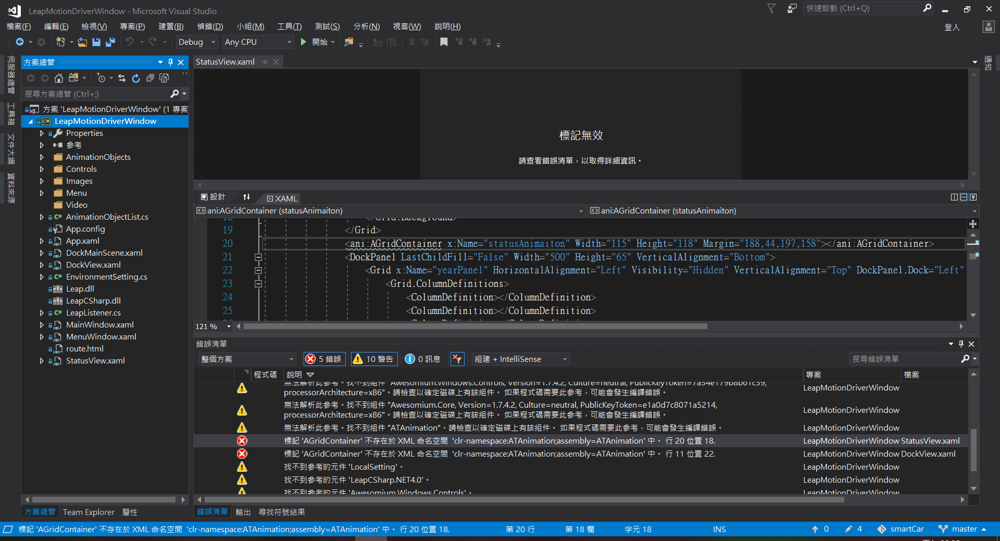 LeapMotionDriverWindow - Microsoft Visual Studio
快速啟動 (Ctrl+Q)
檔案(F) 編輯(E) 檢視(V) 專案(P) 建置(B) 偵錯(D) 小組(M) 工具(T) 測試(S) 分析(N) 視窗(W) 說明(H)
登入
Debug Any CPU 開始
伺服器總管
工具箱
文件大綱
資料來源
方案總管
搜尋方案總管 (Ctrl+;)
方案 'LeapMotionDriverWindow' (1 專案
LeapMotionDriverWindow
Properties
參考
AnimationObjects
Controls
Images
Menu
Video
AnimationObjectList.cs
App.config
App.xaml
DockMainScene.xaml
DockView.xaml
EnvironmentSetting.cs
Leap.dll
LeapCSharp.dll
LeapListener.cs
MainWindow.xaml
MenuWindow.xaml
route.html
StatusView.xaml
方案總管 Team Explorer 屬性
StatusView.xaml
通知
標記無效
請查看錯誤清單，以取得詳細資訊。
設計 XAML
ani:AGridContainer (statusAnimaiton) ani:AGridContainer (statusAnimaiton)
18 </Grid.Background>
19 </Grid>
20 <ani:AGridContainer x:Name="statusAnimaiton" Width="115" Height="118" Margin="188,44,197,158"></ani:AGridContainer>
21 <DockPanel LastChildFill="False" Width="500" Height="65" VerticalAlignment="Bottom">
22 <Grid x:Name="yearPanel" HorizontalAlignment="Left" Visibility="Hidden" VerticalAlignment="Top" DockPanel.Dock="Left"
23 <Grid.ColumnDefinitions>
24 <ColumnDefinition></ColumnDefinition>
25 <ColumnDefinition></ColumnDefinition>
121 %
錯誤清單
整個方案 5 錯誤 10 警告 0 訊息 組建 + IntelliSense 搜尋錯誤清單
程式碼 說明 專案 檔案
無法解析此參考。找不到組件 "Awesomium.Windows.Controls, Version=1.7.4.2, Culture=neutral, PublicKeyToken=7a34e179b8b61c39,
processorArchitecture=x86"。請檢查以確定磁碟上有該組件。 如果程式碼需要此參考，可能會發生編譯錯誤。 LeapMotionDriverWindow
無法解析此參考。找不到組件 "Awesomium.Core, Version=1.7.4.2, Culture=neutral, PublicKeyToken=e1a0d7c8071a5214,
processorArchitecture=x86"。請檢查以確定磁碟上有該組件。 如果程式碼需要此參考，可能會發生編譯錯誤。 LeapMotionDriverWindow
無法解析此參考。找不到組件 "ATAnimation"。請檢查以確定磁碟上有該組件。 如果程式碼需要此參考，可能會發生編譯錯誤。 LeapMotionDriverWindow
標記 'AGridContainer' 不存在於 XML 命名空間 'clr-namespace:ATAnimation;assembly=ATAnimation' 中。 行 20 位置 18. LeapMotionDriverWindow StatusView.xaml
標記 'AGridContainer' 不存在於 XML 命名空間 'clr-namespace:ATAnimation;assembly=ATAnimation' 中。 行 11 位置 22. LeapMotionDriverWindow DockView.xaml
找不到參考的元件 'LocalSetting'。 LeapMotionDriverWindow
找不到參考的元件 'LeapCSharp.NET4.0'。 LeapMotionDriverWindow
找不到參考的元件 'Awesomium.Windows.Controls'。 LeapMotionDriverWindow
錯誤清單 輸出 尋找符號結果
標記 'AGridContainer' 不存在於 XML 命名空間 'clr-namespace:ATAnimation;assembly=ATAnimation' 中。 行 20 位置 18. 第 20 行 第 18 欄 字元 18 INS 0 4 smartCar master